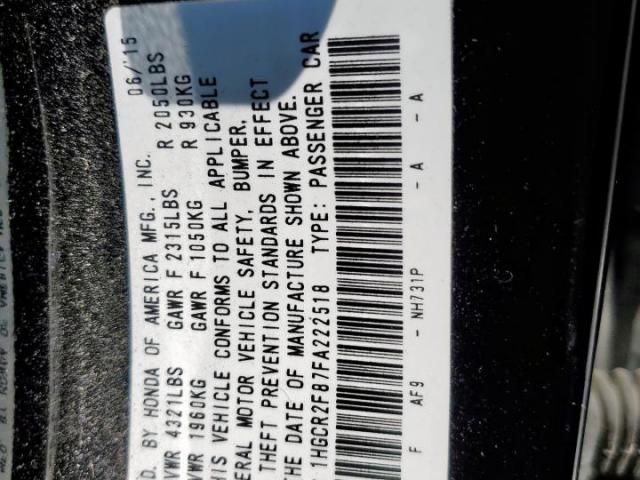 D. BY HONDA OF AMERICA MFG., INC. 06/'15
VWR 4321LBS GAWR F 2315LBS R 2050LBS
VWR 1960KG GAWR F 1050KG R 930KG
HIS VEHICLE CONFORMS TO ALL APPLICABLE
ERAL MOTOR VEHICLE SAFETY, BUMPER,
THEFT PREVENTION STANDARDS IN EFFECT
THE DATE OF MANUFACTURE SHOWN ABOVE.
1HGCR2F87FA222518 TYPE: PASSENGER CAR
F AF9 - NH731P - A - A